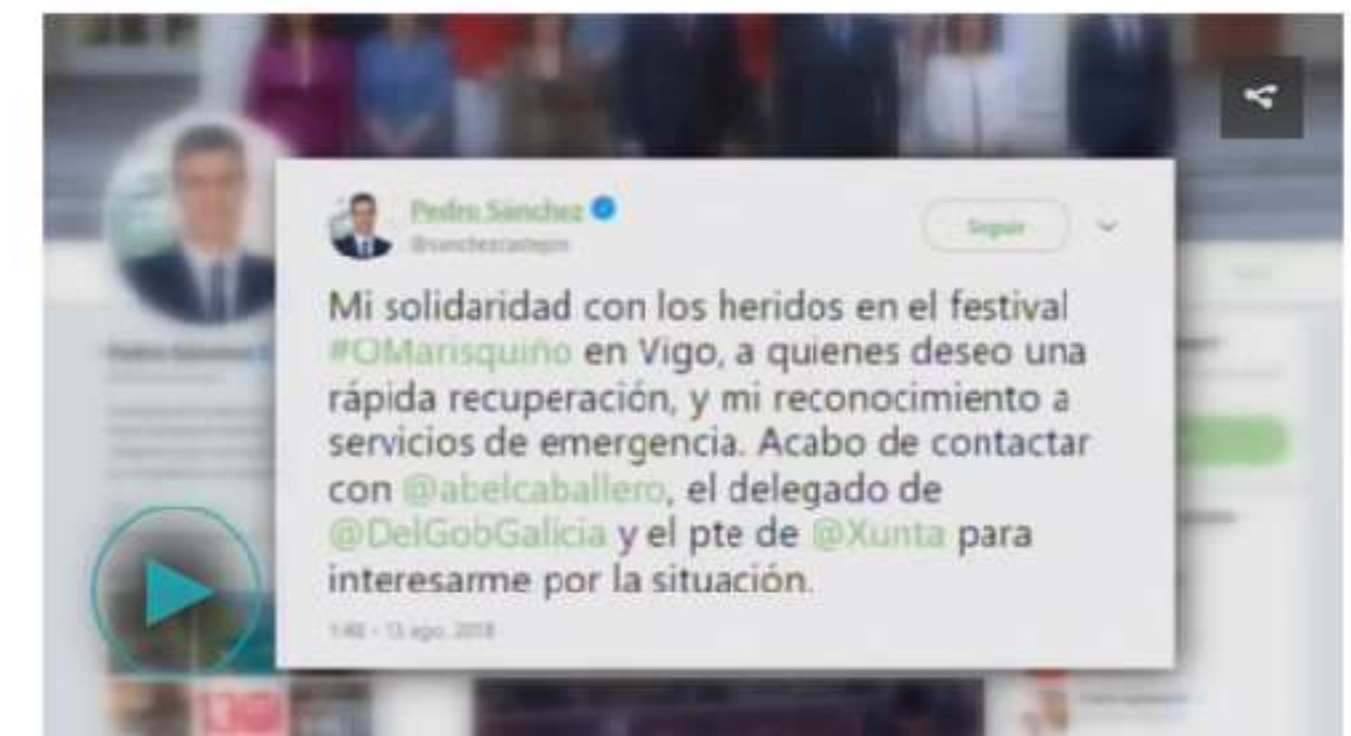 Pedro Sánchez
@sanchezcastejon
Seguir
Mi solidaridad con los heridos en el festival
#OMarisquiño en Vigo, a quienes deseo una
rápida recuperación, y mi reconocimiento a
servicios de emergencia. Acabo de contactar
con @abelcaballero, el delegado de
@DelGobGalicia y el pte de @Xunta para
interesarme por la situación.
1:48 - 13 ago. 2018